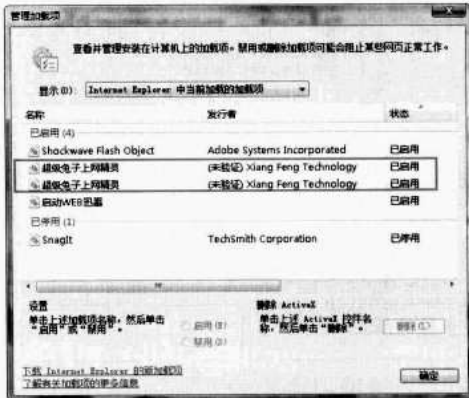 管理加载项
查看并管理安装在计算机上的加载项。禁用或删除加载项可能会阻止某些网页正常工作。
显示(D): Internet Explorer 中当前加载的加载项
名称 发行者 状态
已启用 (4)
Shockwave Flash Object Adobe Systems Incorporated 已启用
超级兔子上网精灵 (未验证) Xiang Feng Technology 已启用
超级兔子上网精灵 (未验证) Xiang Feng Technology 已启用
启动WEB迅雷 已启用
已停用 (1)
SnagIt TechSmith Corporation 已停用
设置 删除 ActiveX
单击上述加载项名称，然后单击 单击上述 ActiveX 控件名
“启用”或“禁用”。 称，然后单击“删除”。
启用(E) 删除(L)
禁用(D)
下载 Internet Explorer 的新加载项
了解有关加载项的更多信息
确定